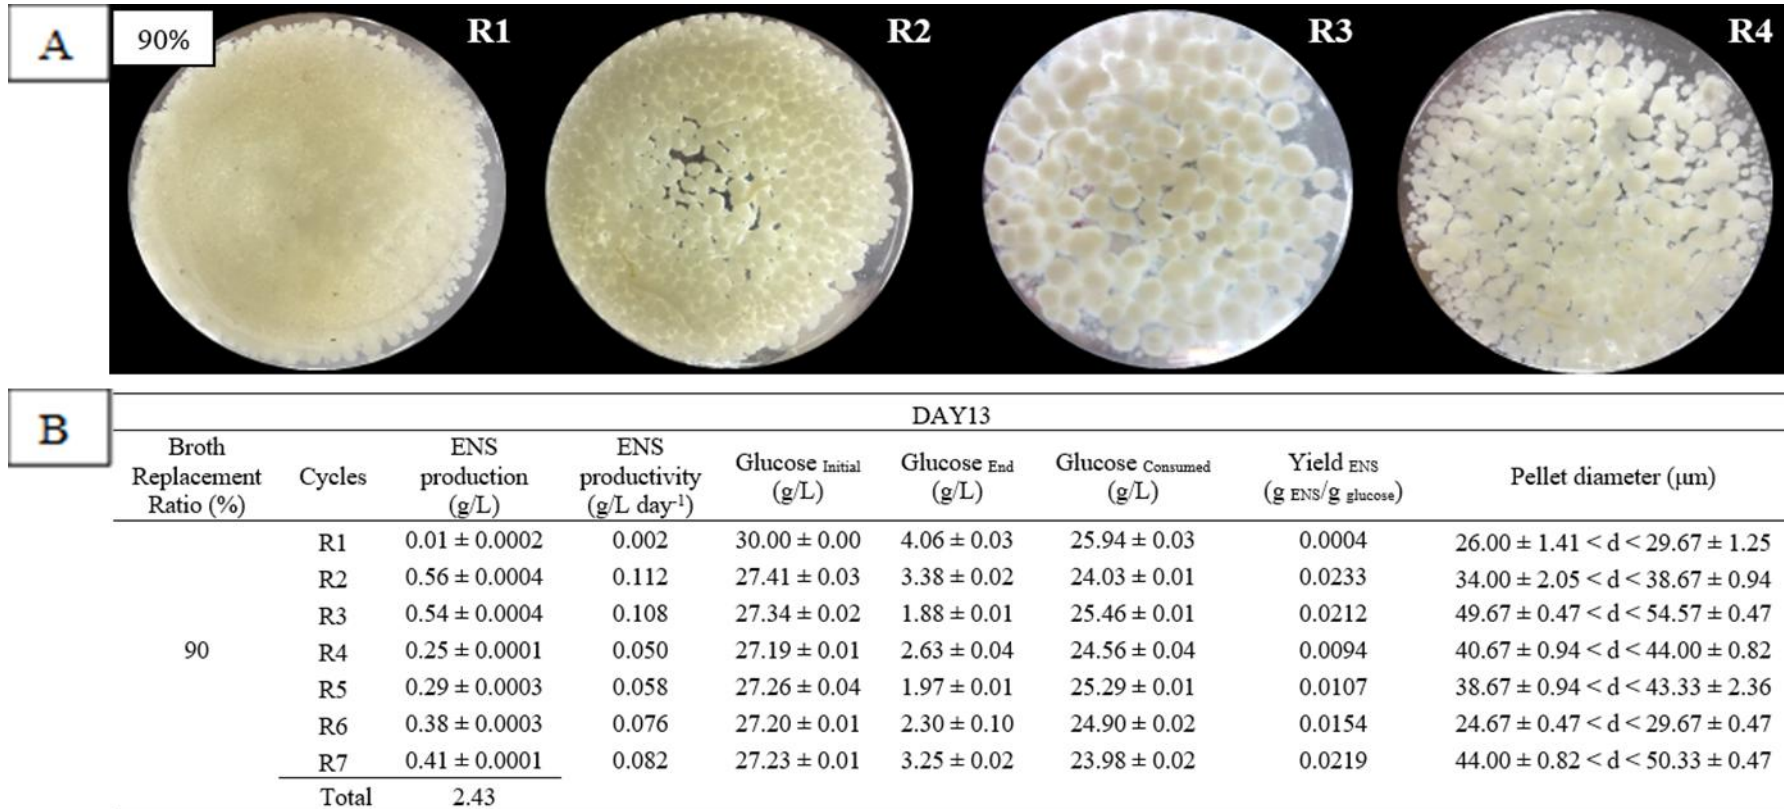 A
90%
R1
R2
R3
R4
B
DAY13
Broth Replacement Ratio (%) Cycles ENS production (g/L) ENS productivity (g/L day-1) Glucose Initial (g/L) Glucose End (g/L) Glucose Consumed (g/L) Yield ENS (g ENS/g glucose) Pellet diameter (μm)
R1 0.01 ± 0.0002 0.002 30.00 ± 0.00 4.06 ± 0.03 25.94 ± 0.03 0.0004 26.00 ± 1.41 < d < 29.67 ± 1.25
R2 0.56 ± 0.0004 0.112 27.41 ± 0.03 3.38 ± 0.02 24.03 ± 0.01 0.0233 34.00 ± 2.05 < d < 38.67 ± 0.94
R3 0.54 ± 0.0004 0.108 27.34 ± 0.02 1.88 ± 0.01 25.46 ± 0.01 0.0212 49.67 ± 0.47 < d < 54.57 ± 0.47
90 R4 0.25 ± 0.0001 0.050 27.19 ± 0.01 2.63 ± 0.04 24.56 ± 0.04 0.0094 40.67 ± 0.94 < d < 44.00 ± 0.82
R5 0.29 ± 0.0003 0.058 27.26 ± 0.04 1.97 ± 0.01 25.29 ± 0.01 0.0107 38.67 ± 0.94 < d < 43.33 ± 2.36
R6 0.38 ± 0.0003 0.076 27.20 ± 0.01 2.30 ± 0.10 24.90 ± 0.02 0.0154 24.67 ± 0.47 < d < 29.67 ± 0.47
R7 0.41 ± 0.0001 0.082 27.23 ± 0.01 3.25 ± 0.02 23.98 ± 0.02 0.0219 44.00 ± 0.82 < d < 50.33 ± 0.47
Total 2.43